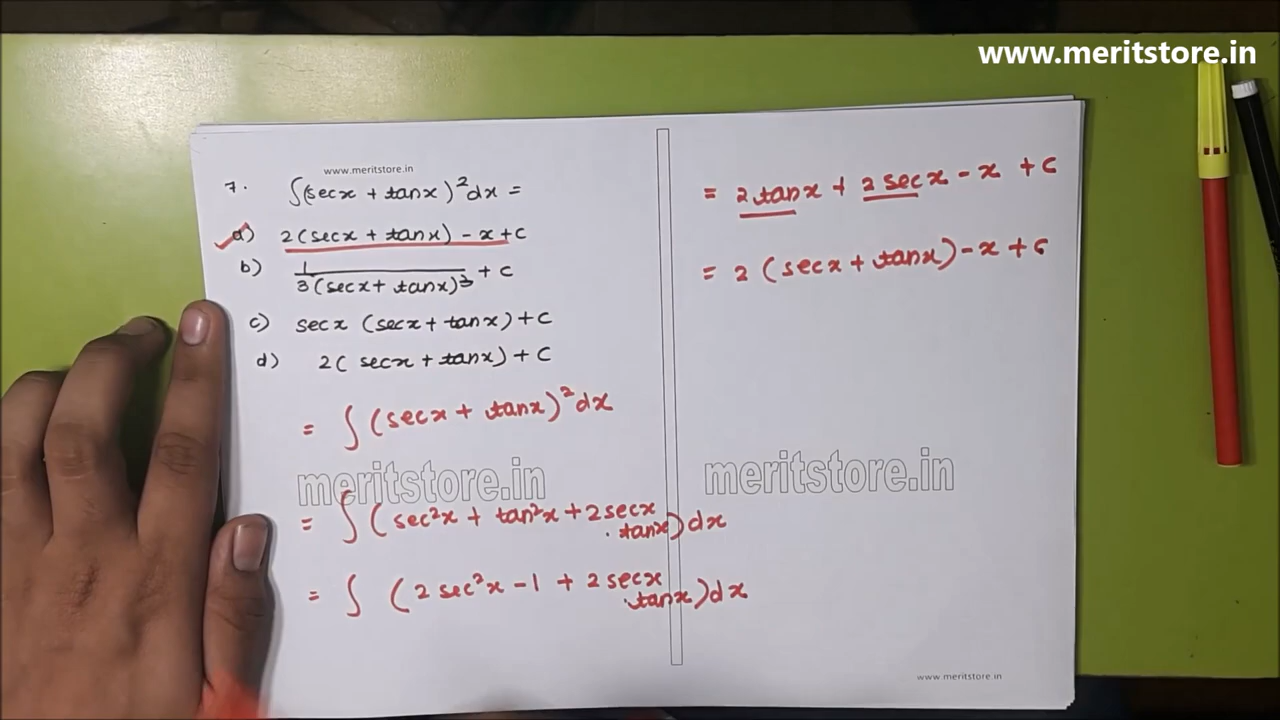 www.meritstore.in
www.meritstore.in
7. ∫(secx + tanx)²dx =
a) 2(secx + tanx) - x + c
b) 1/3(secx + tanx)³ + c
c) secx (secx + tanx) + c
d) 2( secx + tanx) + c
= ∫ (secx + tanx)²dx
meritstore.in
= ∫ (sec²x + tan²x + 2secx
. tanx) dx
= ∫ (2 sec²x - 1 + 2 secx
. tanx) dx
= 2 tanx + 2 secx - x + c
= 2 (secx + tanx) - x + c
meritstore.in
www.meritstore.in